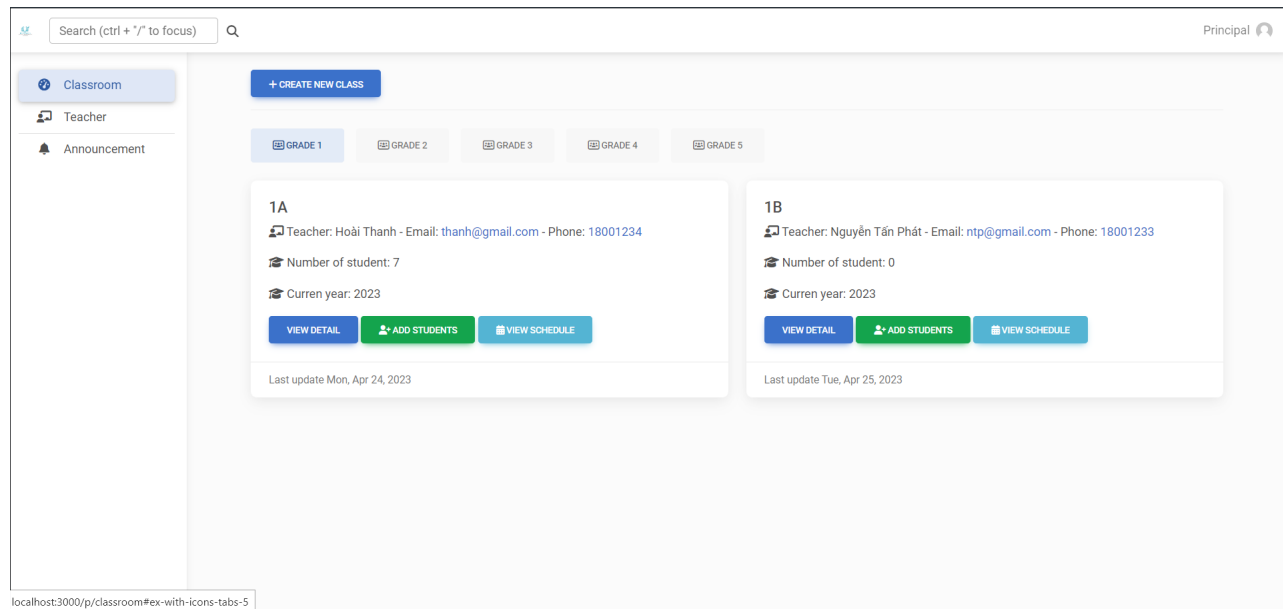 Search (ctrl + "/" to focus)
Principal
Classroom
Teacher
Announcement
+ CREATE NEW CLASS
GRADE 1 GRADE 2 GRADE 3 GRADE 4 GRADE 5
1A
Teacher: Hoài Thanh - Email: thanh@gmail.com - Phone: 18001234
Number of student: 7
Curren year: 2023
VIEW DETAIL ADD STUDENTS VIEW SCHEDULE
Last update Mon, Apr 24, 2023
1B
Teacher: Nguyễn Tấn Phát - Email: ntp@gmail.com - Phone: 18001233
Number of student: 0
Curren year: 2023
VIEW DETAIL ADD STUDENTS VIEW SCHEDULE
Last update Tue, Apr 25, 2023
localhost:3000/p/classroom#ex-with-icons-tabs-5